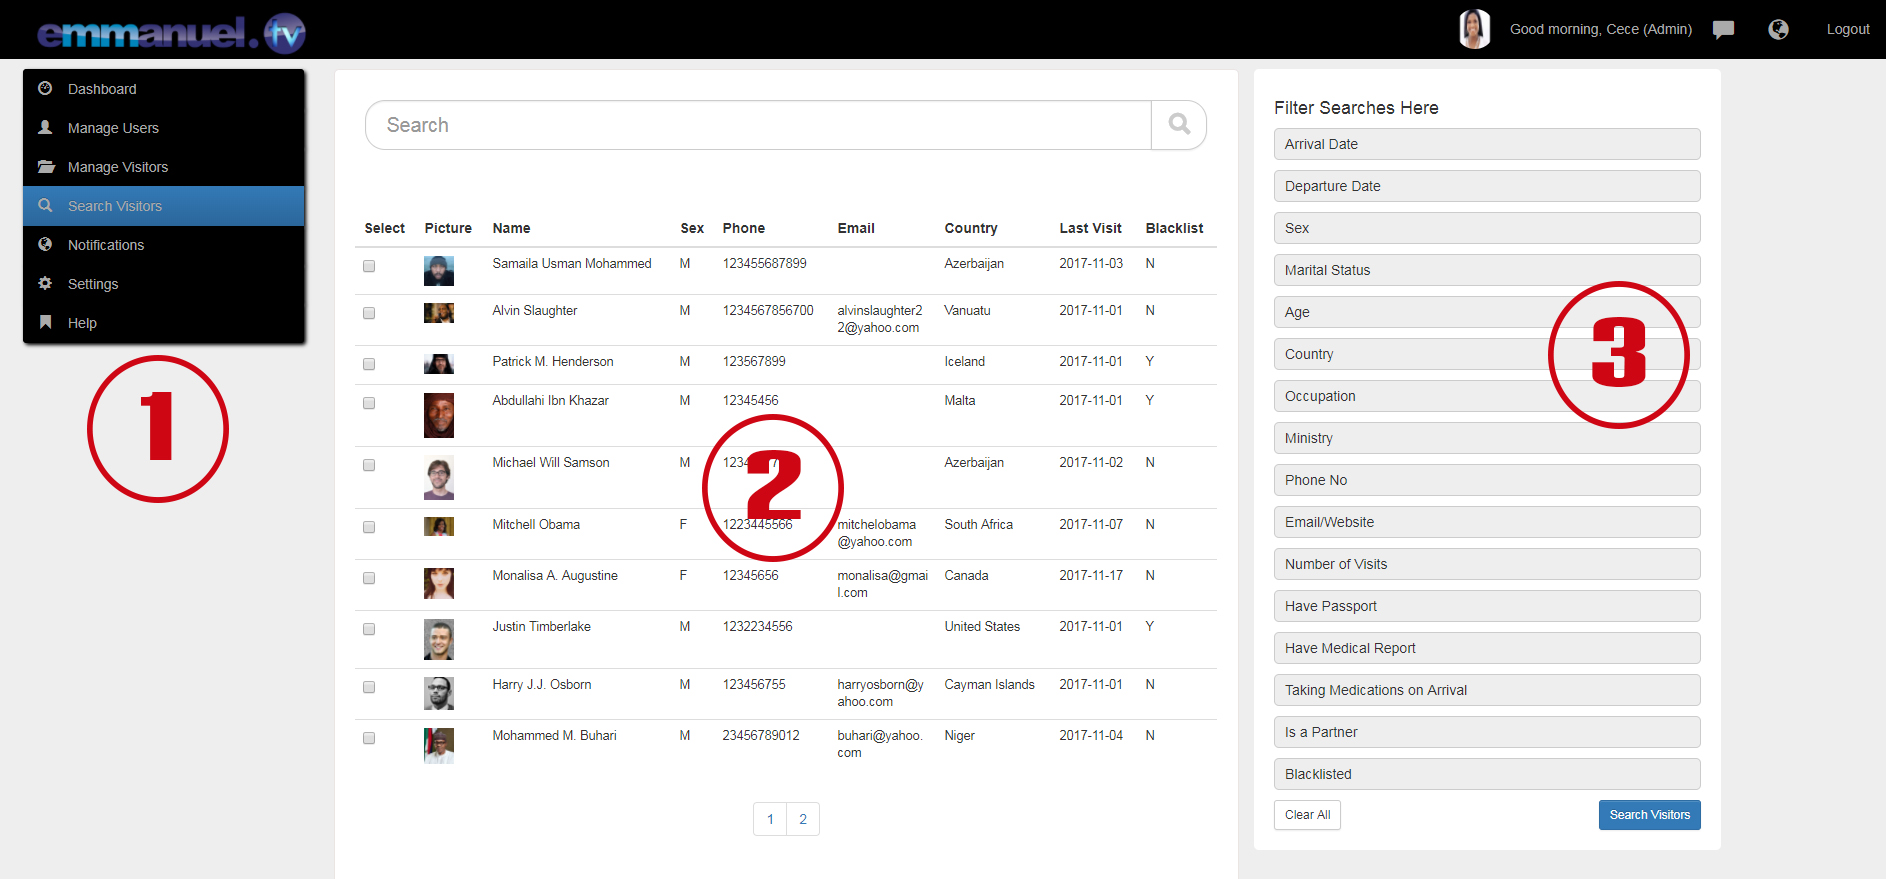 emmanuel.tv
Good morning, Cece (Admin)
Logout
Dashboard
Manage Users
Manage Visitors
Search Visitors
Notifications
Settings
Help
1
Search
Select Picture Name Sex Phone Email Country Last Visit Blacklist
Samaila Usman Mohammed M 123455687899 Azerbaijan 2017-11-03 N
Alvin Slaughter M 1234567856700 alvinslaughter2 Vanuatu 2017-11-01 N
2@yahoo.com
Patrick M. Henderson M 123567899 Iceland 2017-11-01 Y
Abdullahi Ibn Khazar M 12345456 Malta 2017-11-01 Y
Michael Will Samson M Azerbaijan 2017-11-02 N
2
Mitchell Obama F 1223445566 mitchelobama South Africa 2017-11-07 N
@yahoo.com
Monalisa A. Augustine F 12345656 monalisa@gmai Canada 2017-11-17 N
l.com
Justin Timberlake M 1232234556 United States 2017-11-01 Y
Harry J.J. Osborn M 123456755 harryosborn@y Cayman Islands 2017-11-01 N
ahoo.com
Mohammed M. Buhari M 23456789012 buhari@yahoo. Niger 2017-11-04 N
com
1 2
Filter Searches Here
Arrival Date
Departure Date
Sex
Marital Status
Age
Country
3
Occupation
Ministry
Phone No
Email/Website
Number of Visits
Have Passport
Have Medical Report
Taking Medications on Arrival
Is a Partner
Blacklisted
Clear All
Search Visitors